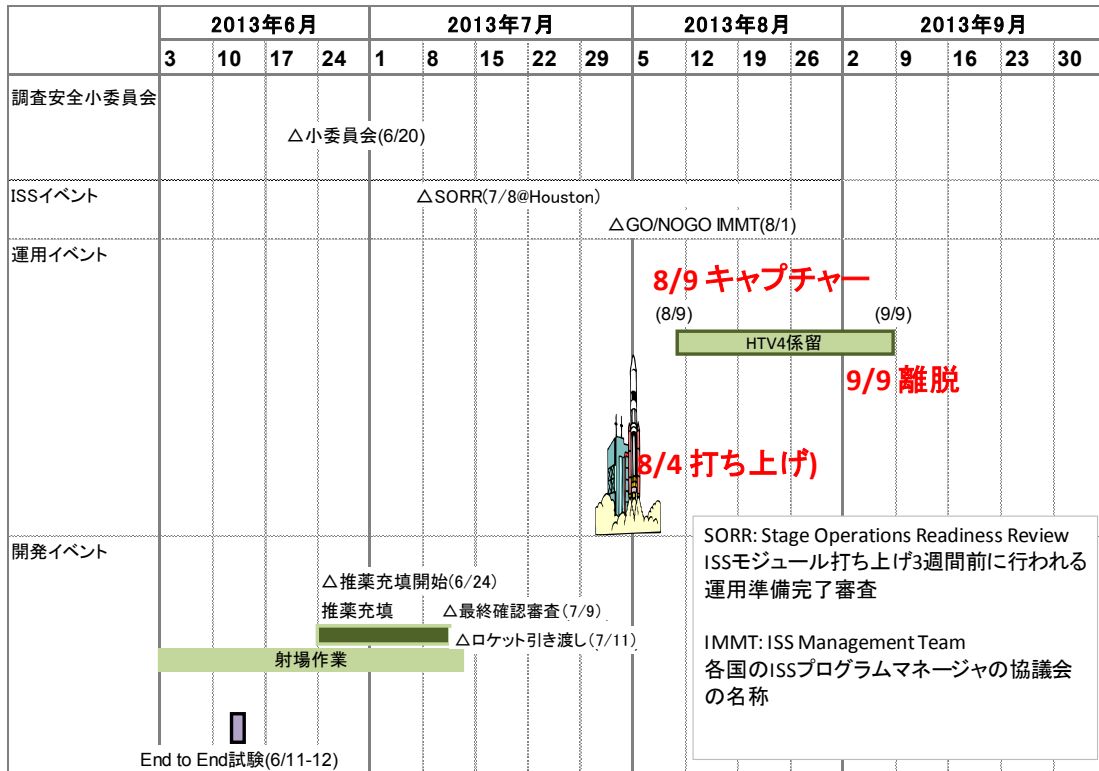 2013年6月 2013年7月 2013年8月 2013年9月
3 10 17 24 1 8 15 22 29 5 12 19 26 2 9 16 23 30
調査安全小委員会
△小委員会(6/20)
ISSイベント
△SORR(7/8@Houston)
△GO/NOGO IMMT(8/1)
運用イベント
8/9 キャプチャー
(8/9) (9/9)
HTV4係留
9/9 離脱
8/4 打ち上げ)
開発イベント
△推薬充填開始(6/24)
推薬充填 △最終確認審査(7/9)
△ロケット引き渡し(7/11)
射場作業
End to End試験(6/11-12)
SORR: Stage Operations Readiness Review
ISSモジュール打ち上げ3週間前に行われる
運用準備完了審査
IMMT: ISS Management Team
各国のISSプログラムマネージャの協議会
の名称